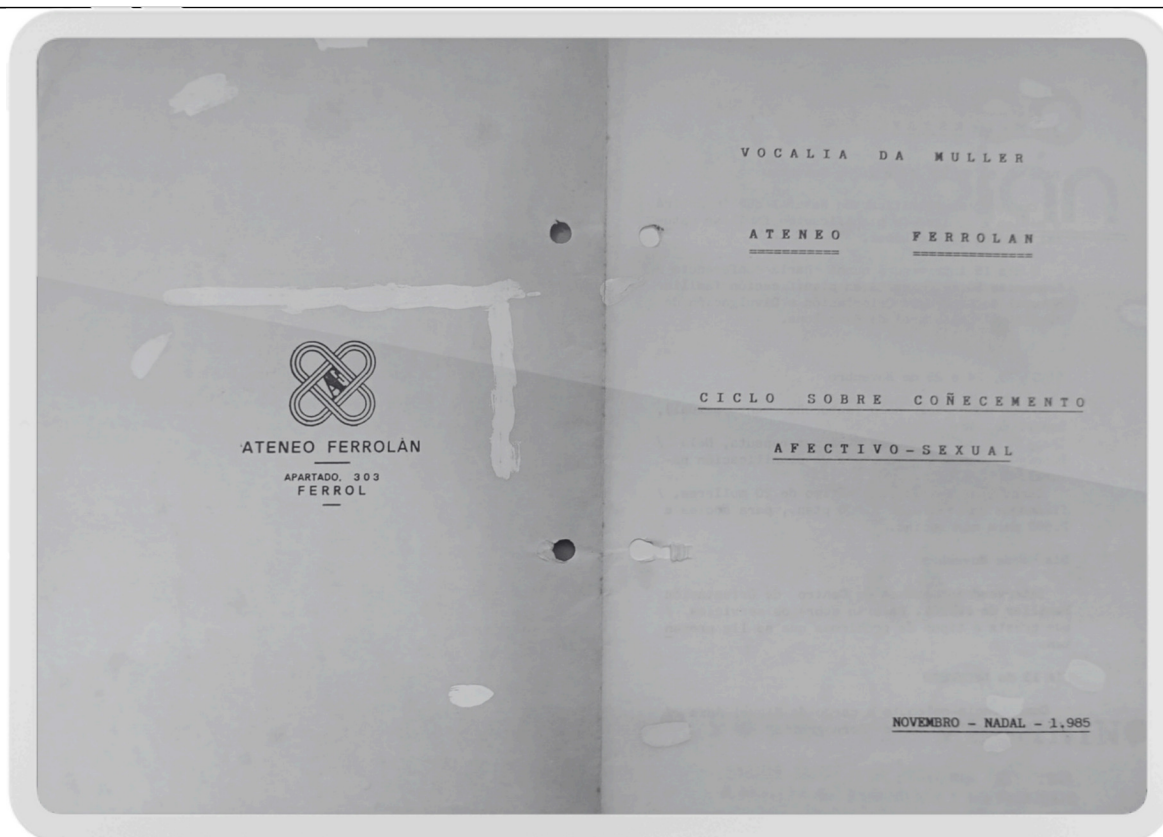 ATENEO FERROLÁN
APARTADO, 303
FERROL
VOCALIA DA MULLER
ATENEO FERROLAN
CICLO SOBRE COÑECEMENTO
AFECTIVO-SEXUAL
NOVEMBRO - NADAL - 1.985